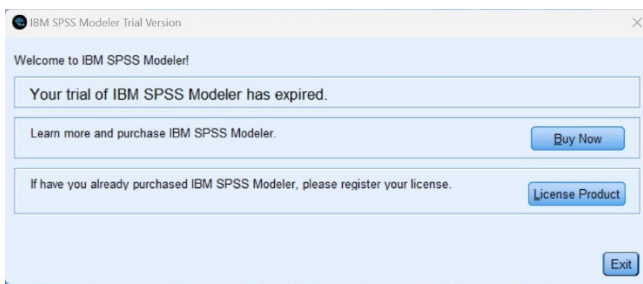 IBM SPSS Modeler Trial Version
Welcome to IBM SPSS Modeler!
Your trial of IBM SPSS Modeler has expired.
Learn more and purchase IBM SPSS Modeler.
Buy Now
If have you already purchased IBM SPSS Modeler, please register your license.
License Product
Exit